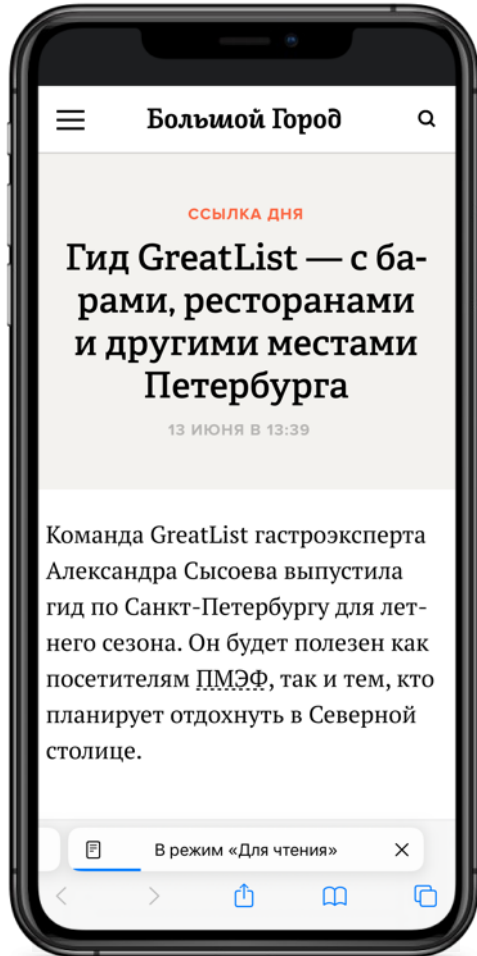 Большой Город
ССЫЛКА ДНЯ
Гид GreatList — с ба-
рами, ресторанами
и другими местами
Петербурга
13 ИЮНЯ В 13:39
Команда GreatList гастроэксперта
Александра Сысоева выпустила
гид по Санкт-Петербургу для лет-
него сезона. Он будет полезен как
посетителям ПМЭФ, так и тем, кто
планирует отдохнуть в Северной
столице.
В режим «Для чтения»